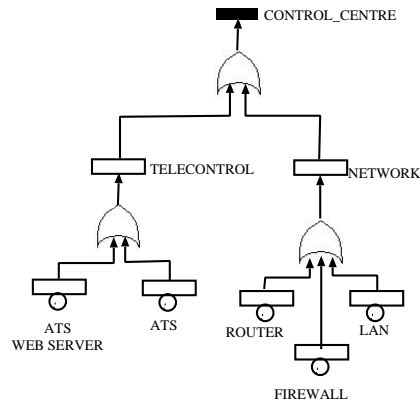 CONTROL_CENTRE
TELECONTROL
NETWORK
ATS
WEB SERVER
ATS
ROUTER
LAN
FIREWALL